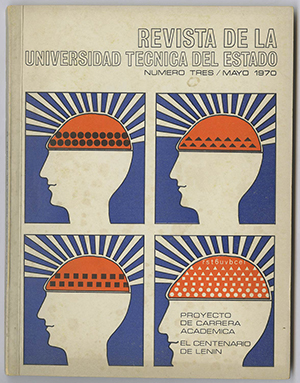 REVISTA DE LA
UNIVERSIDAD TECNICA DEL ESTADO
NUMERO TRES / MAYO 1970
PROYECTO
DE CARRERA
ACADEMICA
EL CENTENARIO
DE LENIN